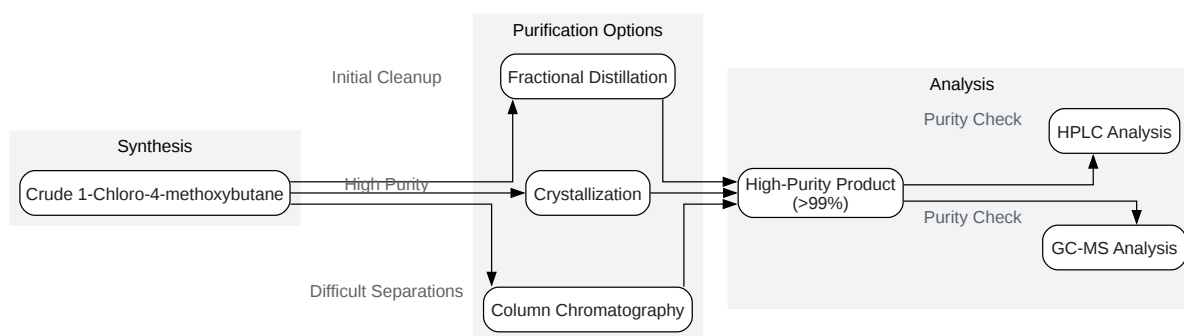 Purification Options
Initial Cleanup
Fractional Distillation
Analysis
Purity Check
HPLC Analysis
Synthesis
Crude 1-Chloro-4-methoxybutane
High Purity
Crystallization
High-Purity Product
(>99%)
Purity Check
GC-MS Analysis
Difficult Separations
Column Chromatography